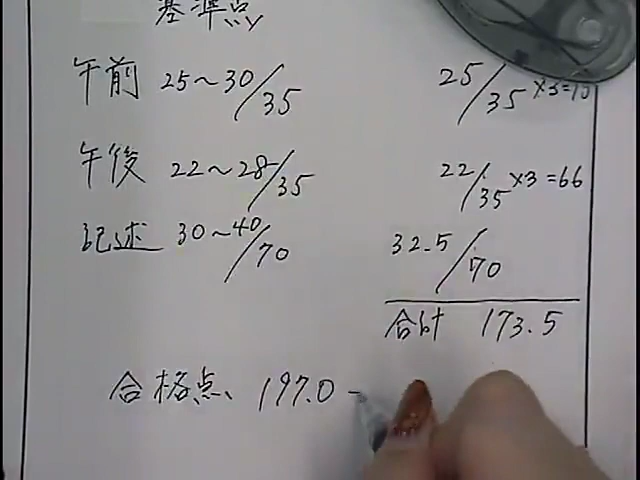 基準点
午前 25～30/35 25/35 ×3=75
午後 22～28/35 22/35 ×3=66
記述 30～40/70 32.5/70
合計 173.5
合格点、197.0 -